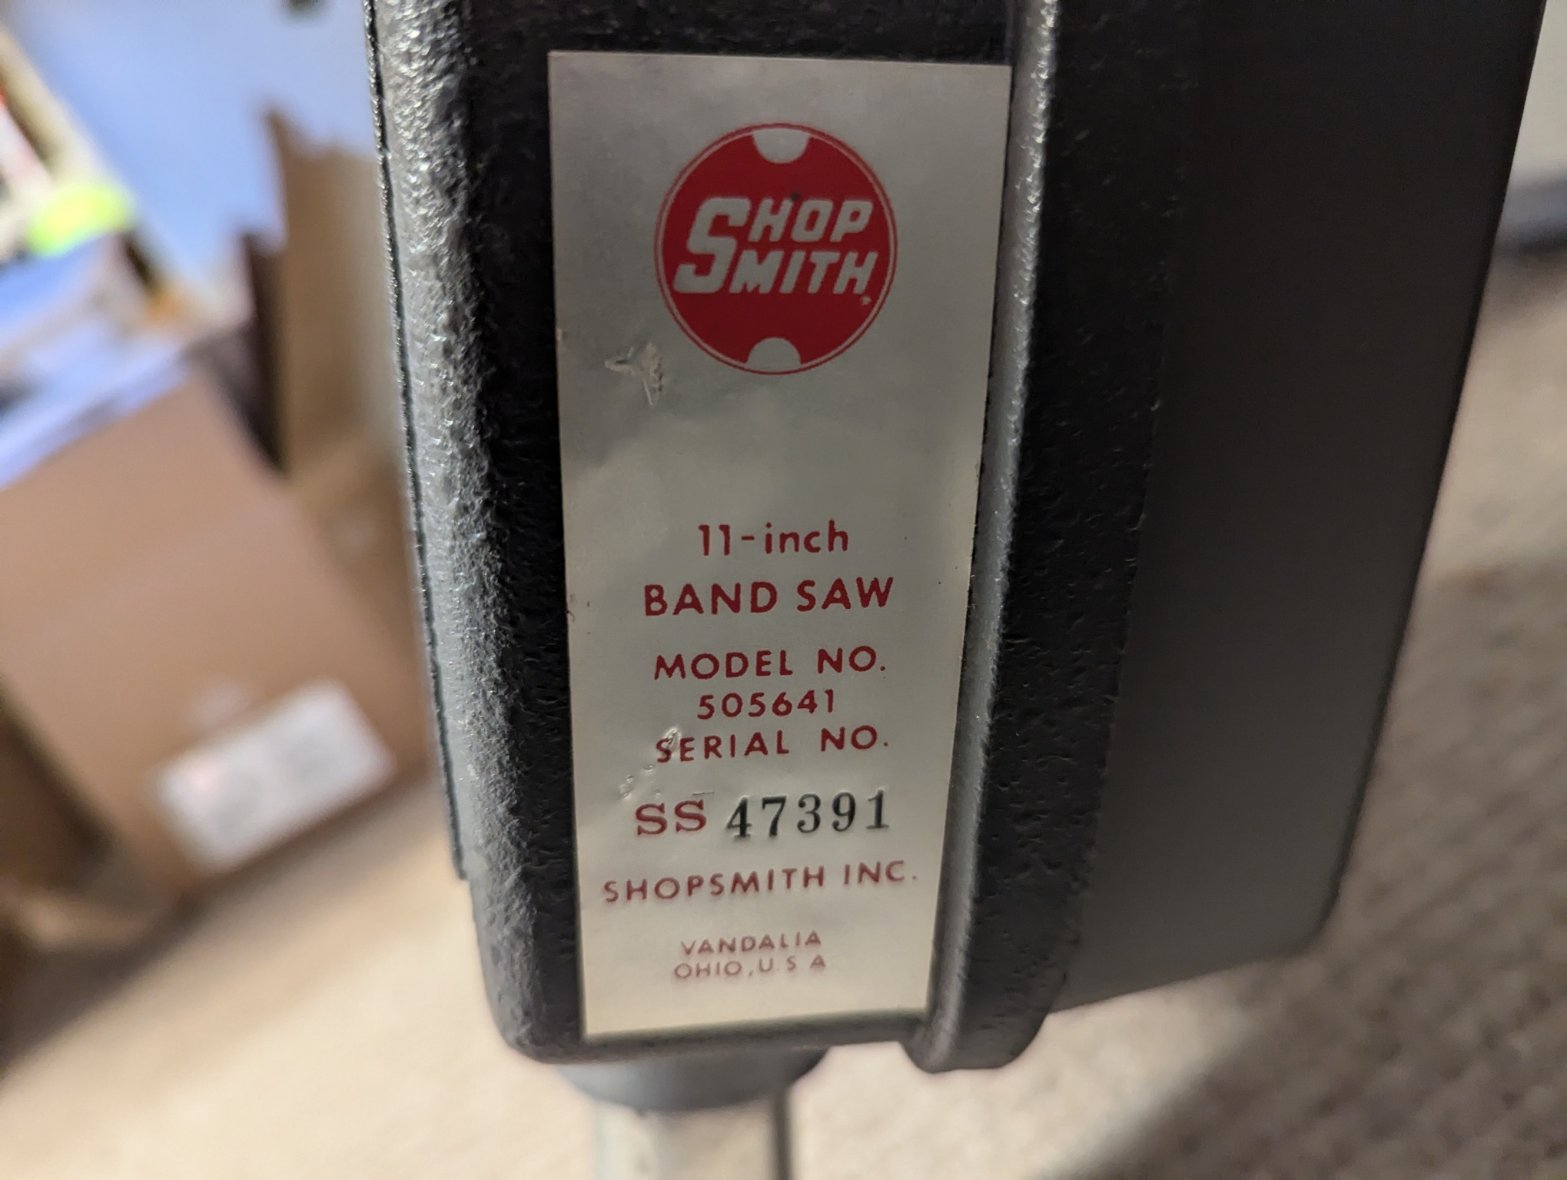 SHOP
SMITH®
11-inch
BAND SAW
MODEL NO.
505641
SERIAL NO.
SS 47391
SHOPSMITH INC.
VANDALIA
OHIO, U S A